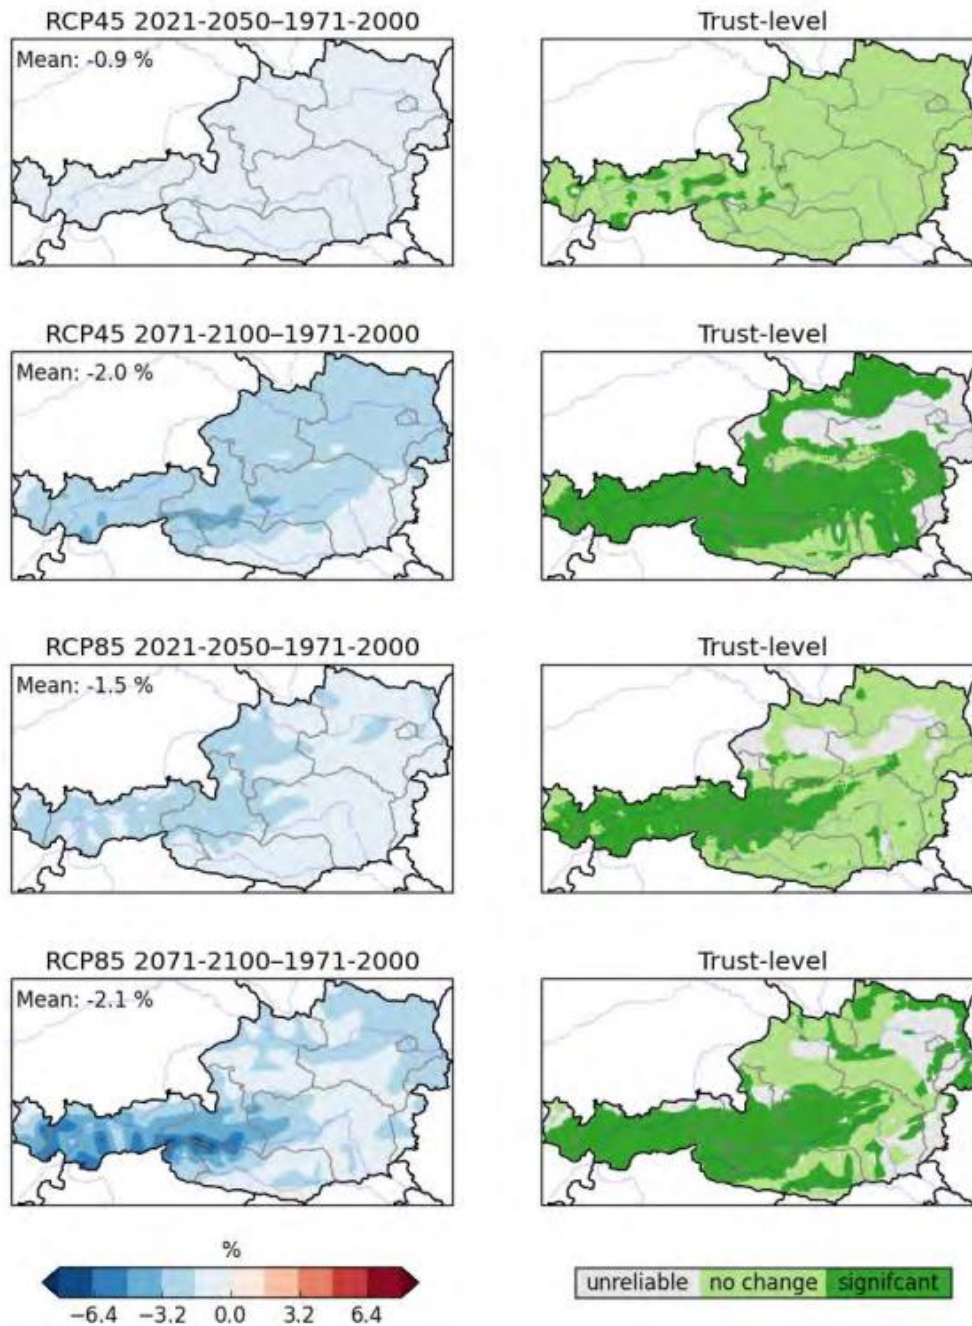 RCP45 2021-2050–1971-2000
Trust-level
Mean: -0.9 %
RCP45 2071-2100–1971-2000
Trust-level
Mean: -2.0 %
RCP85 2021-2050–1971-2000
Trust-level
Mean: -1.5 %
RCP85 2071-2100–1971-2000
Trust-level
Mean: -2.1 %
%
−6.4 −3.2 0.0 3.2 6.4
unreliable no change signifcant